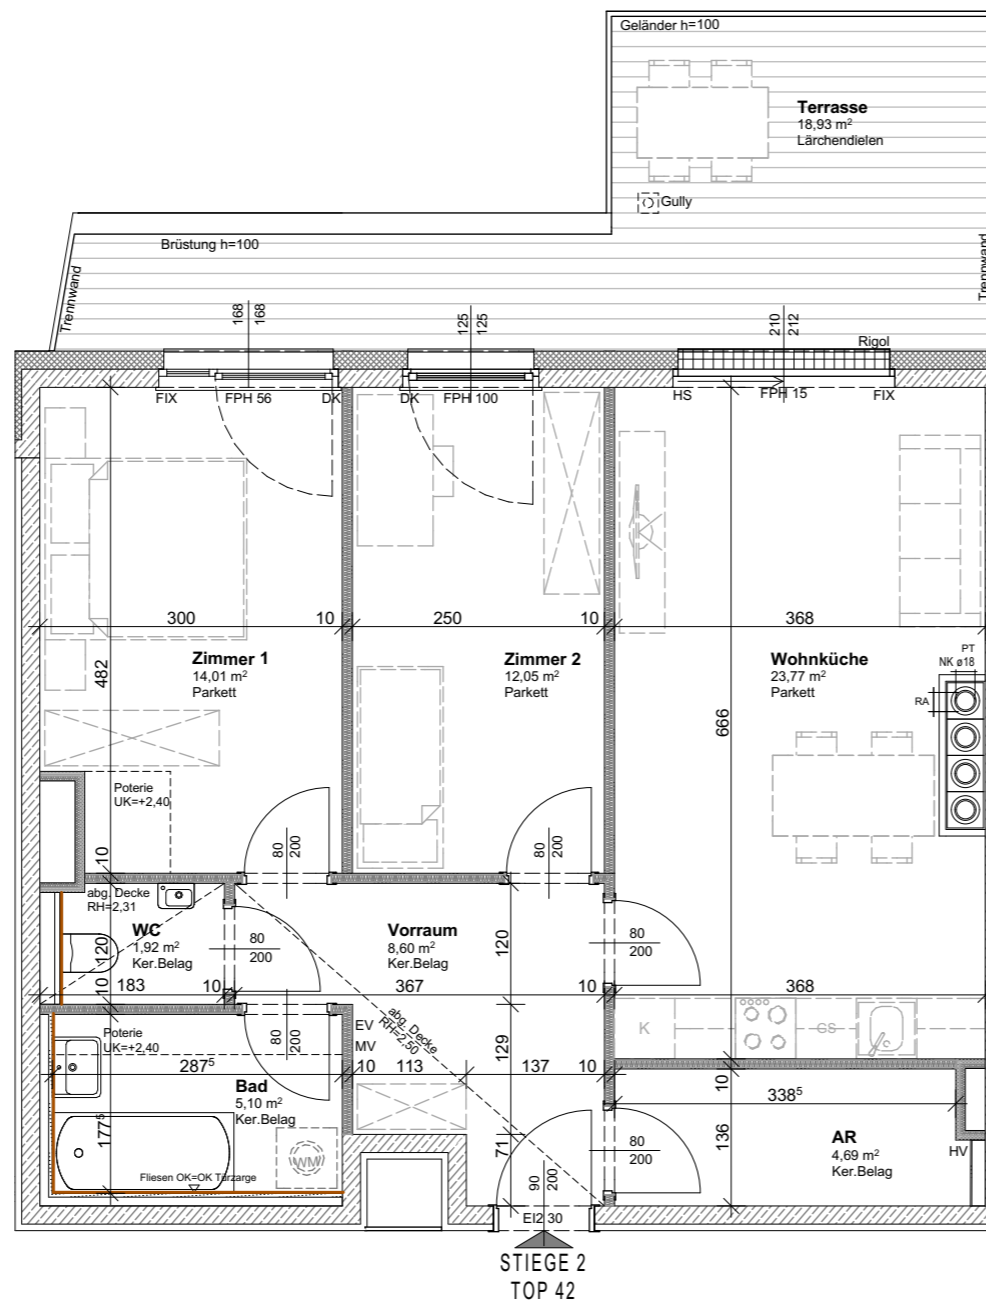 Geländer h=100
Terrasse
18,93 m²
Lärchendielen
Gully
Brüstung h=100
Trennwand
Trennwand
168
168
125
125
210
212
Rigol
FIX
FPH 56
DK
DK
FPH 100
HS
FPH 15
FIX
300
10
250
10
368
482
666
Zimmer 1
14,01 m²
Parkett
Zimmer 2
12,05 m²
Parkett
Wohnküche
23,77 m²
Parkett
PT
NK ø18
RA
Poterie
UK=+2,40
80
200
80
200
10
abg. Decke
RH=2,31
WC
1,92 m²
Ker.Belag
120
10
80
200
Vorraum
8,60 m²
Ker.Belag
120
80
200
183
10
367
10
368
Poterie
UK=+2,40
80
200
EV
MV
abg. Decke
RH=2,50
129
K
GS
287⁵
10
113
137
10
10
338⁵
Bad
5,10 m²
Ker.Belag
177⁵
WM
Fliesen OK=OK Türzarge
71
90
200
80
200
136
AR
4,69 m²
Ker.Belag
HV
EI2 30
STIEGE 2
TOP 42